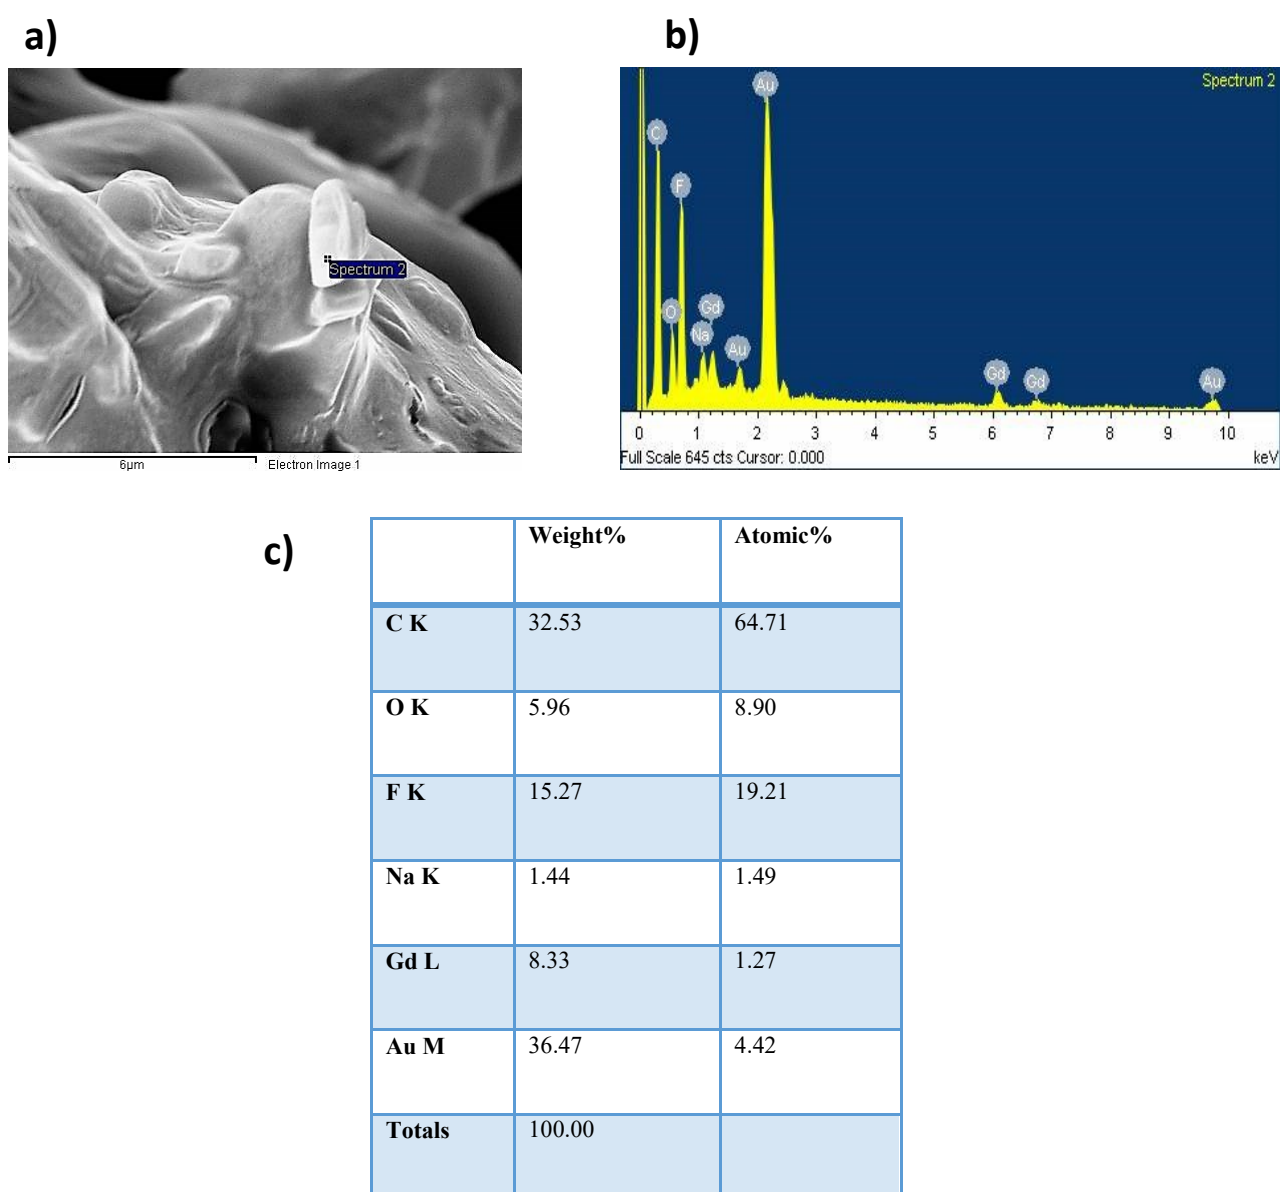 a)
b)
Spectrum 2
6µm
Electron Image 1
Spectrum 2
Au
C
F
O
Gd
Na
Au
Gd
Gd
Au
0 1 2 3 4 5 6 7 8 9 10
Full Scale 645 cts Cursor: 0.000
keV
c)
Weight% Atomic%
C K 32.53 64.71
O K 5.96 8.90
F K 15.27 19.21
Na K 1.44 1.49
Gd L 8.33 1.27
Au M 36.47 4.42
Totals 100.00